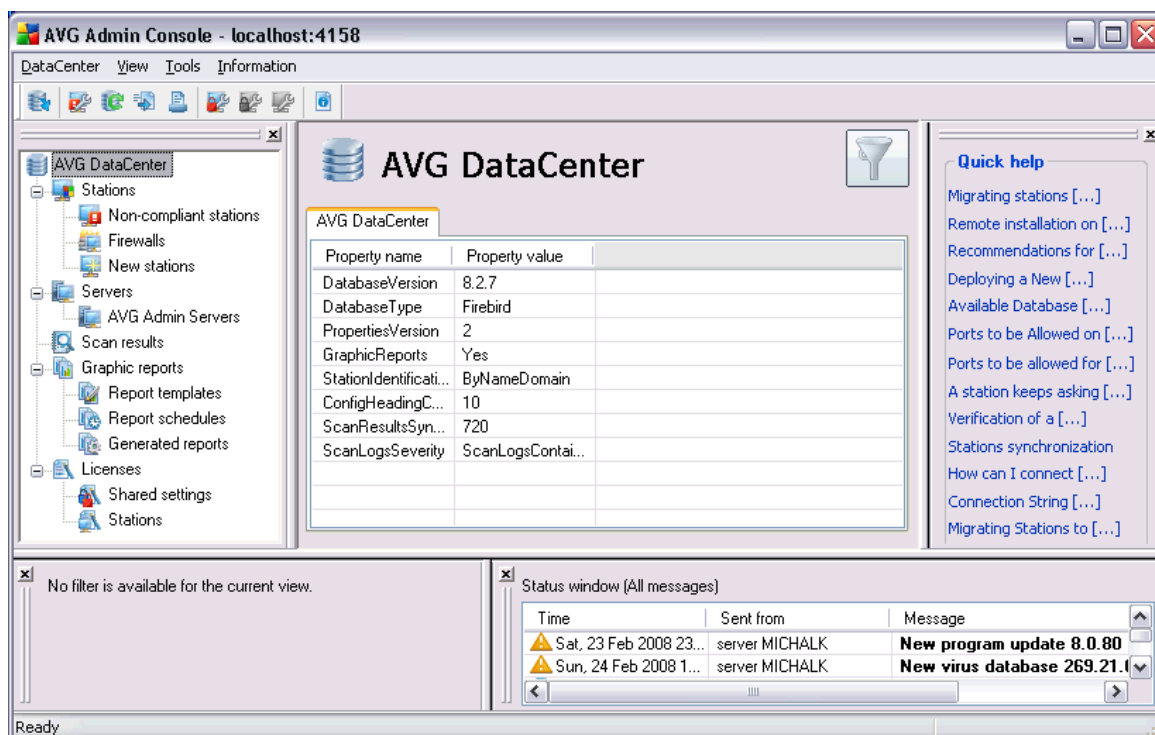 AVG Admin Console - localhost:4158
DataCenter View Tools Information
AVG DataCenter
Stations
Non-compliant stations
Firewalls
New stations
Servers
AVG Admin Servers
Scan results
Graphic reports
Report templates
Report schedules
Generated reports
Licenses
Shared settings
Stations
AVG DataCenter
AVG DataCenter
Property name Property value
DatabaseVersion 8.2.7
DatabaseType Firebird
PropertiesVersion 2
GraphicReports Yes
StationIdentificati... ByNameDomain
ConfigHeadingC... 10
ScanResultsSyn... 720
ScanLogsSeverity ScanLogsContai...
Quick help
Migrating stations [...]
Remote installation on [...]
Recommendations for [...]
Deploying a New [...]
Available Database [...]
Ports to be Allowed on [...]
Ports to be allowed for [...]
A station keeps asking [...]
Verification of a [...]
Stations synchronization
How can I connect [...]
Connection String [...]
Migrating Stations to [...]
No filter is available for the current view.
Status window (All messages)
Time Sent from Message
Sat, 23 Feb 2008 23... server MICHALK New program update 8.0.80
Sun, 24 Feb 2008 1... server MICHALK New virus database
Ready